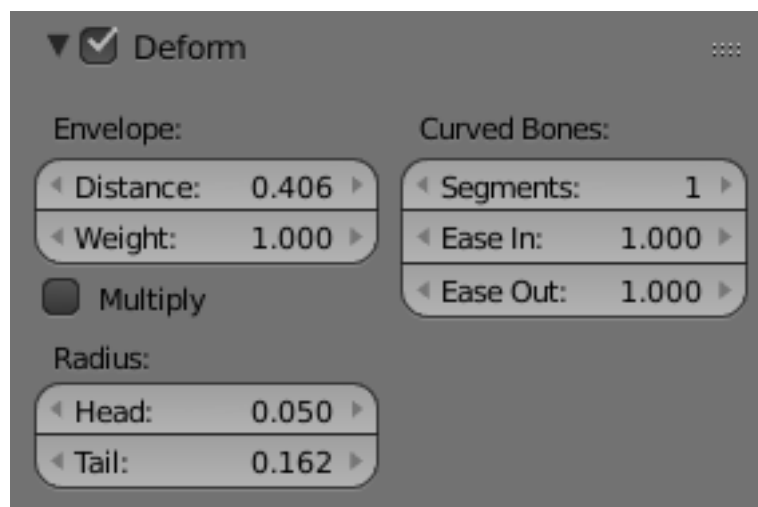 Deform
Envelope:
Distance: 0.406
Weight: 1.000
Multiply
Radius:
Head: 0.050
Tail: 0.162
Curved Bones:
Segments: 1
Ease In: 1.000
Ease Out: 1.000